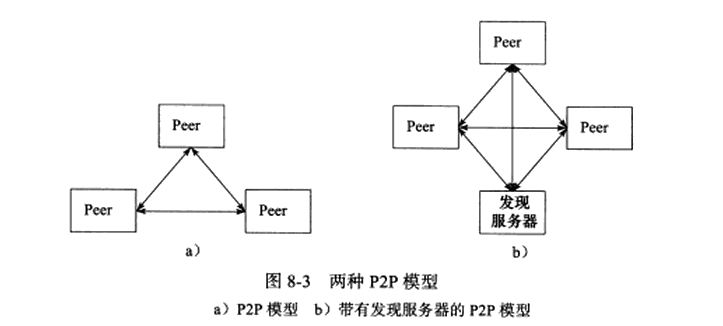 Peer
Peer
Peer
Peer
Peer
Peer
发现
服务器
a）
b）
图 8-3 两种 P2P 模型
a）P2P 模型 b）带有发现服务器的 P2P 模型